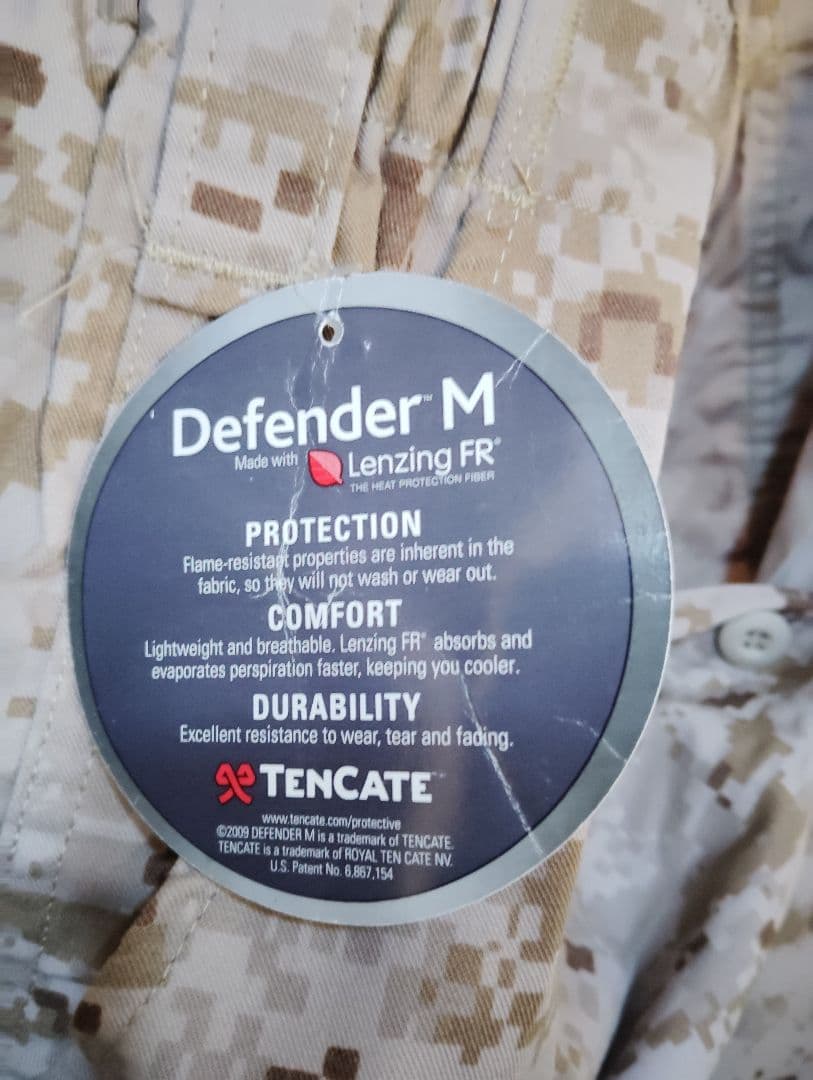 Defender™ M
Made with Lenzing FR®
THE HEAT PROTECTION FIBER
PROTECTION
Flame-resistant properties are inherent in the
fabric, so they will not wash or wear out.
COMFORT
Lightweight and breathable. Lenzing FR® absorbs and
evaporates perspiration faster, keeping you cooler.
DURABILITY
Excellent resistance to wear, tear and fading.
TENCATE™
www.tencate.com/protective
©2009 DEFENDER M is a trademark of TENCATE.
TENCATE is a trademark of ROYAL TEN CATE NV.
U.S. Patent No. 6,867,154